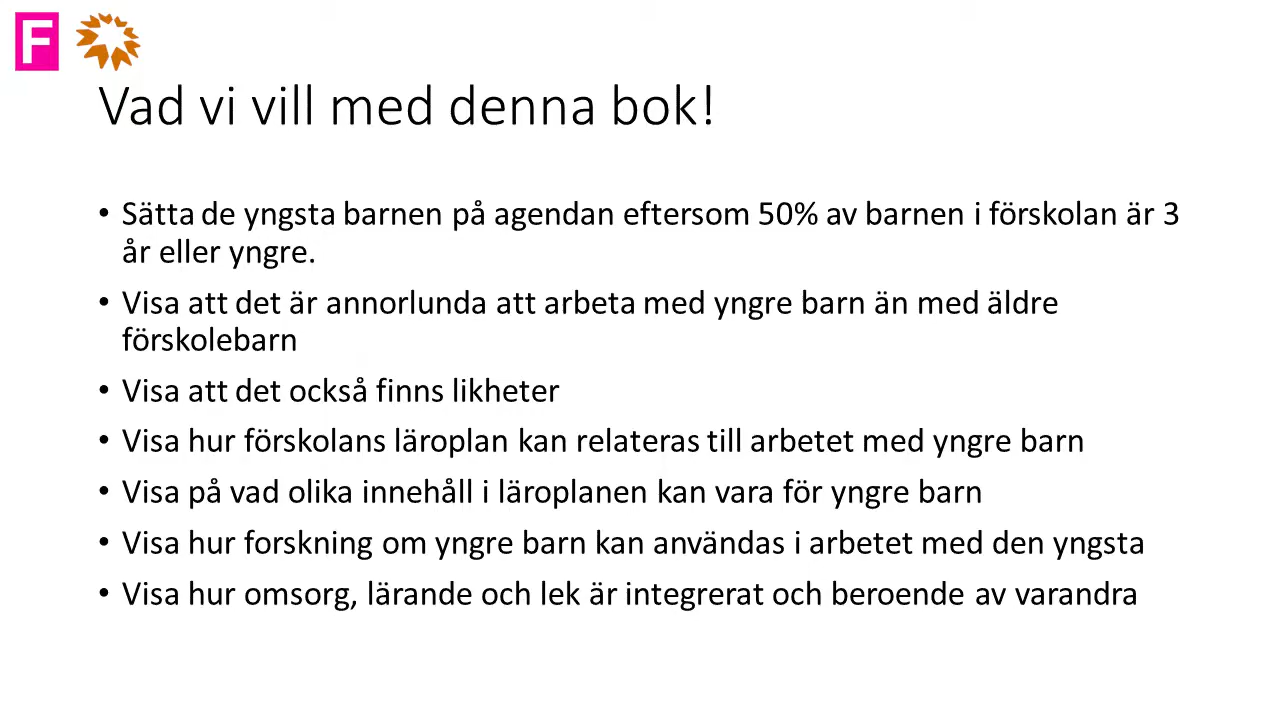 F
Vad vi vill med denna bok!
• Sätta de yngsta barnen på agendan eftersom 50% av barnen i förskolan är 3
år eller yngre.
• Visa att det är annorlunda att arbeta med yngre barn än med äldre
förskolebarn
• Visa att det också finns likheter
• Visa hur förskolans läroplan kan relateras till arbetet med yngre barn
• Visa på vad olika innehåll i läroplanen kan vara för yngre barn
• Visa hur forskning om yngre barn kan användas i arbetet med den yngsta
• Visa hur omsorg, lärande och lek är integrerat och beroende av varandra